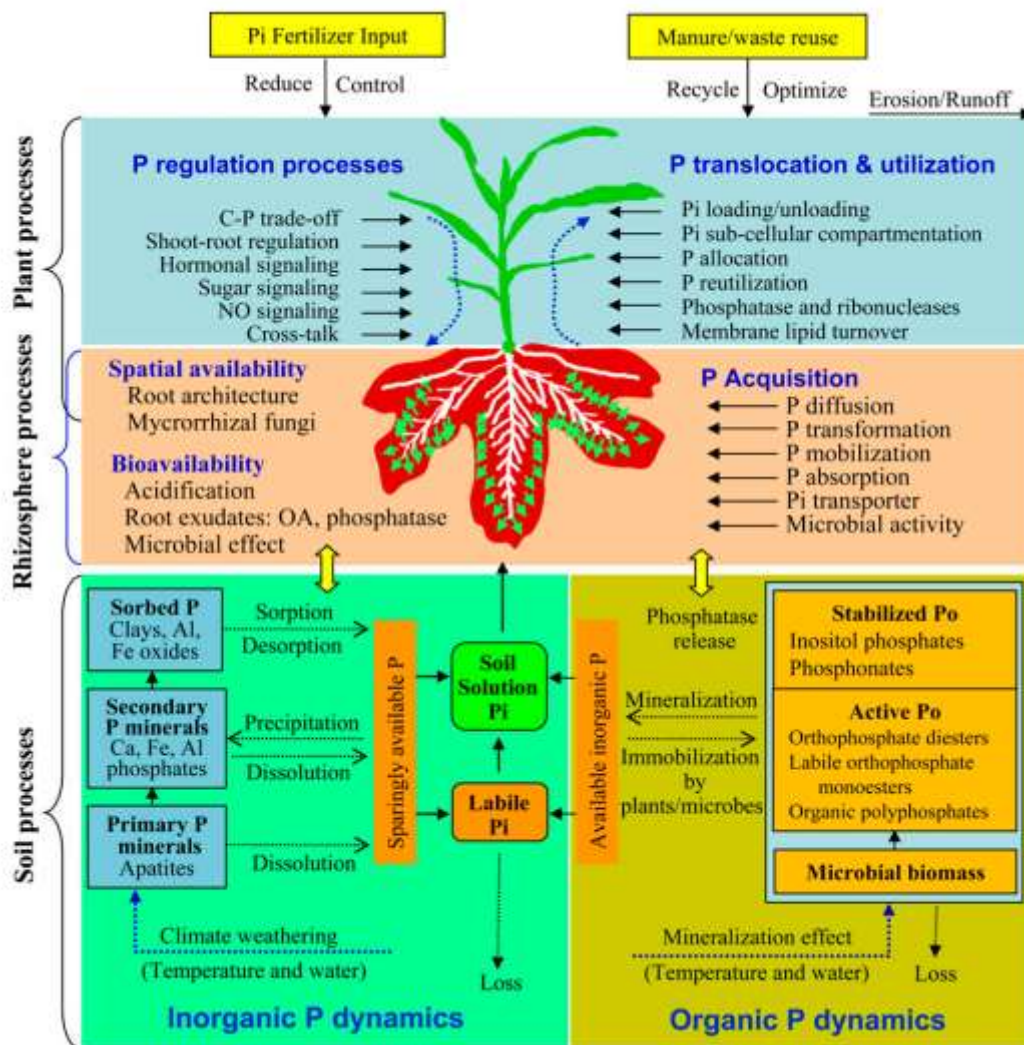 Pi Fertilizer Input
Manure/waste reuse
Reduce
Control
Recycle
Optimize
Erosion/Runoff
Plant processes
Rhizosphere processes
Soil processes
P regulation processes
C-P trade-off
Shoot-root regulation
Hormonal signaling
Sugar signaling
NO signaling
Cross-talk
P translocation & utilization
Pi loading/unloading
Pi sub-cellular compartmentation
P allocation
P reutilization
Phosphatase and ribonucleases
Membrane lipid turnover
Spatial availability
Root architecture
Mycrorrhizal fungi
Bioavailability
Acidification
Root exudates: OA, phosphatase
Microbial effect
P Acquisition
P diffusion
P transformation
P mobilization
P absorption
Pi transporter
Microbial activity
Sorbed P
Clays, Al,
Fe oxides
Secondary
P minerals
Ca, Fe, Al
phosphates
Primary P
minerals
Apatites
Sorption
Desorption
Precipitation
Dissolution
Dissolution
Sparingly available P
Soil
Solution
Pi
Labile
Pi
Available inorganic P
Phosphatase
release
Mineralization
Immobilization
by
plants/microbes
Stabilized Po
Inositol phosphates
Phosphonates
Active Po
Orthophosphate diesters
Labile orthophosphate
monoesters
Organic polyphosphates
Microbial biomass
Climate weathering
(Temperature and water)
Loss
Mineralization effect
(Temperature and water)
Loss
Inorganic P dynamics
Organic P dynamics